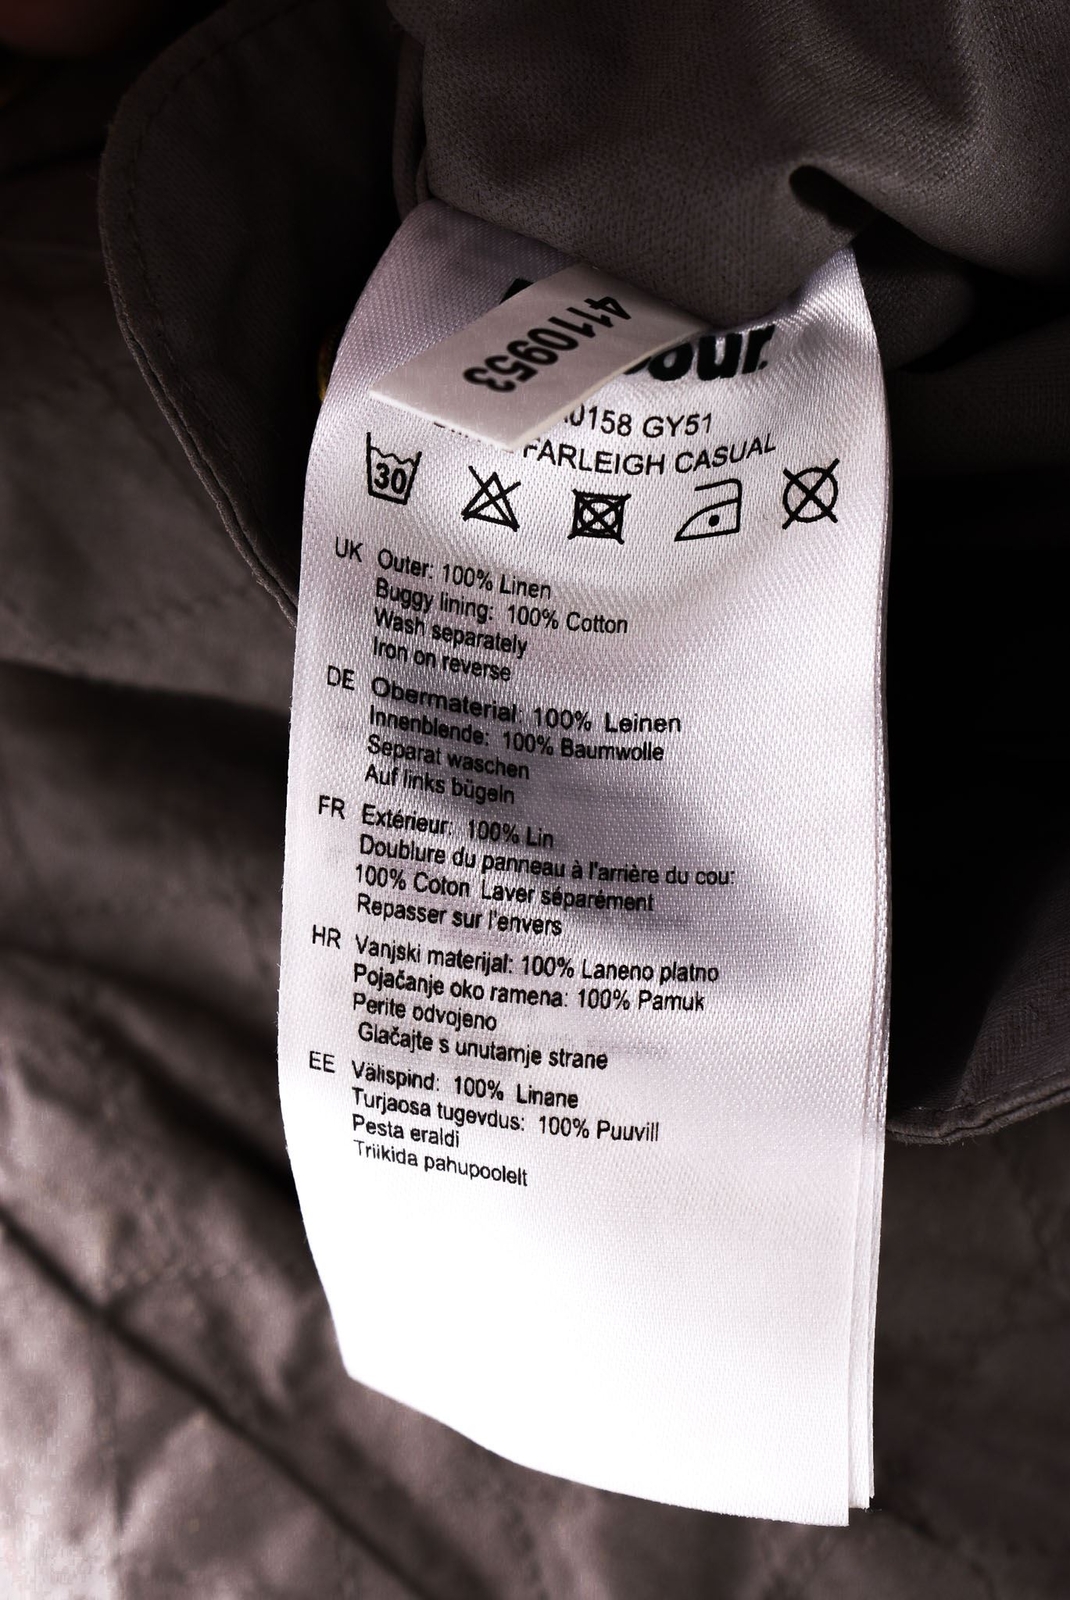 4110953
our.
0158 GY51
FARLEIGH CASUAL
30
UK Outer: 100% Linen
Buggy lining: 100% Cotton
Wash separately
Iron on reverse
DE Obermaterial: 100% Leinen
Innenblende: 100% Baumwolle
Separat waschen
Auf links bügeln
FR Extérieur: 100% Lin
Doublure du panneau à l'arrière du cou:
100% Coton Laver séparément
Repasser sur l'envers
HR Vanjski materijal: 100% Laneno platno
Pojačanje oko ramena: 100% Pamuk
Perite odvojeno
Glačajte s unutarnje strane
EE Välispind: 100% Linane
Turjaosa tugevdus: 100% Puuvill
Pesta eraldi
Triikida pahupoolelt